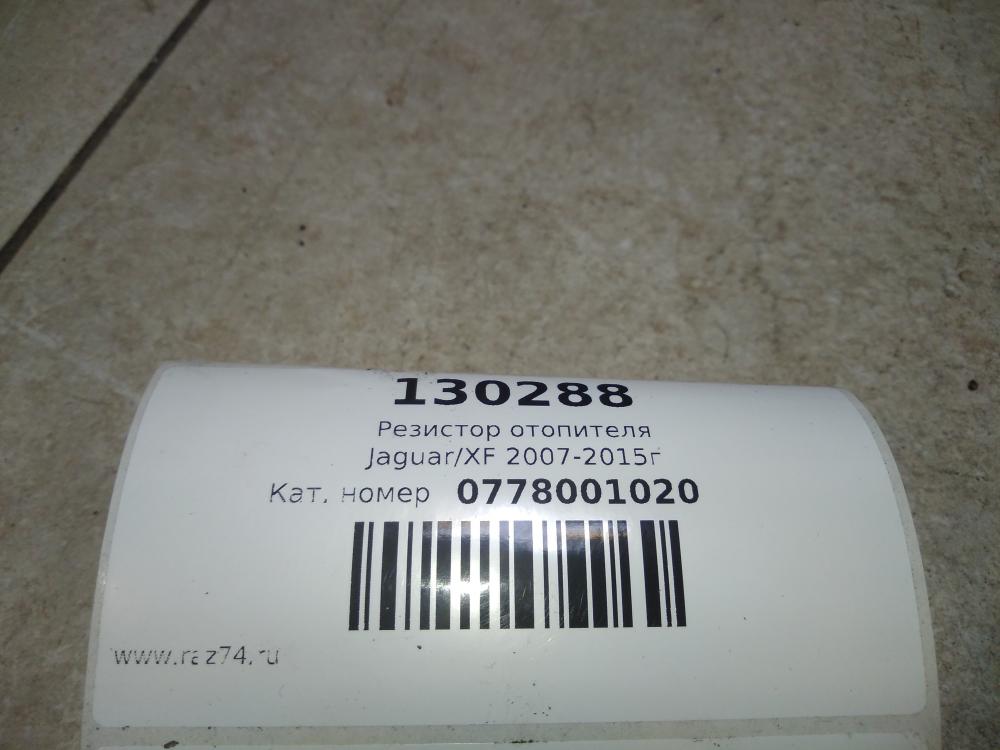 130288
Резистор отопителя
Jaguar/XF 2007-2015г
Кат. номер 0778001020
www.raz74.ru